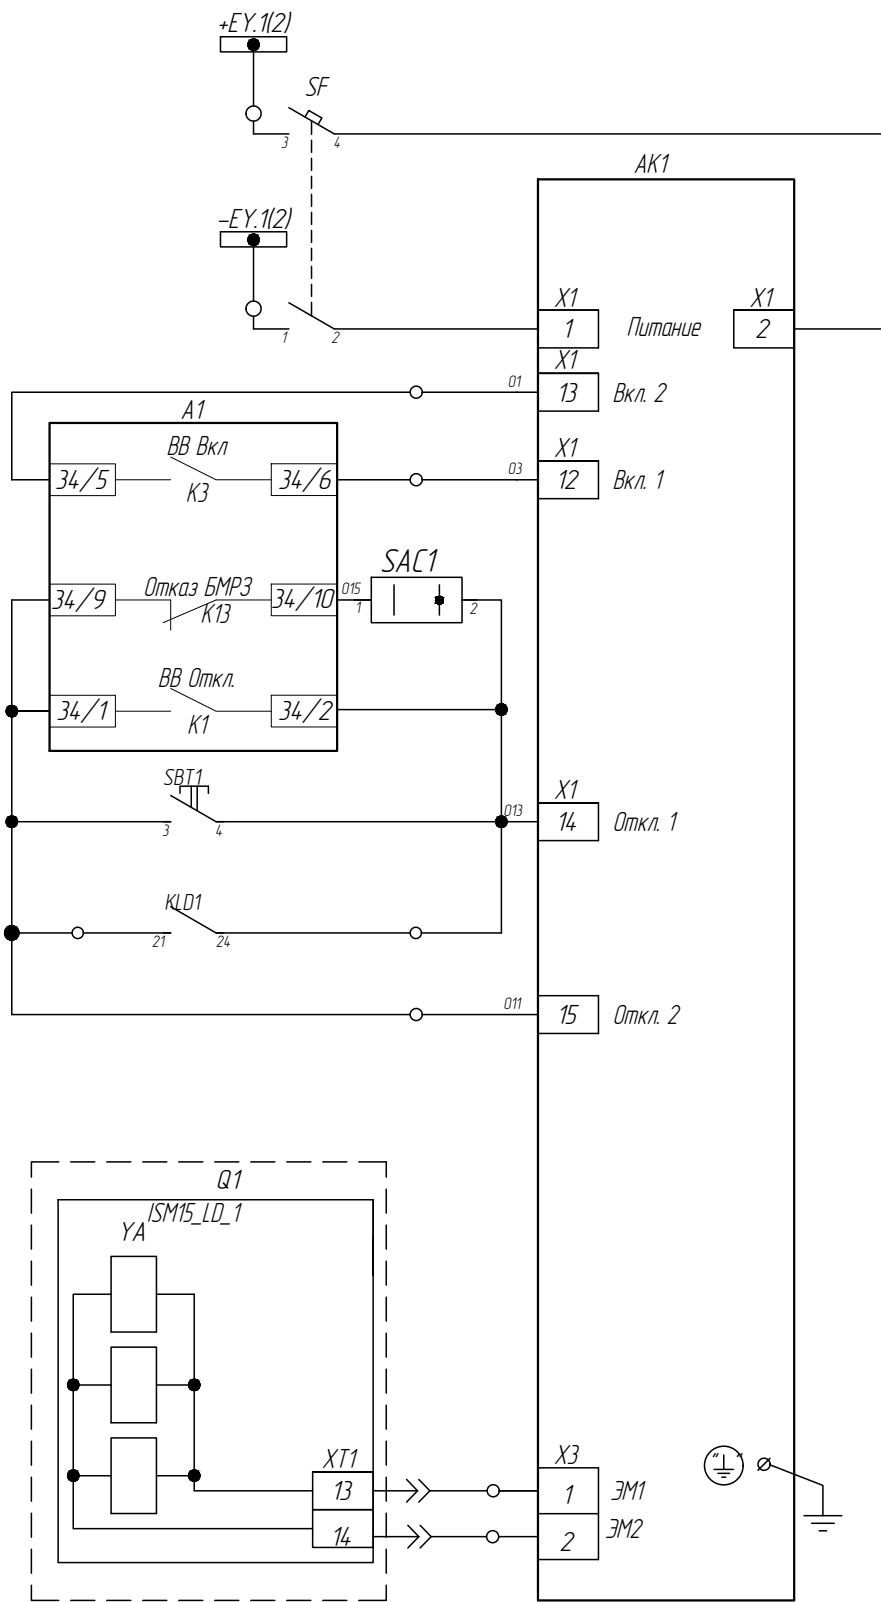 +EY.1(2)
SF
3
4
AK1
-EY.1(2)
1
2
X1
1
Питание
X1
2
X1
01
13
Вкл. 2
A1
ВВ Вкл
34/5
К3
34/6
03
X1
12
Вкл. 1
SAC1
Отказ БМРЗ
34/9
К13
34/10
015
1
2
ВВ Откл.
34/1
К1
34/2
SBT1
3
4
013
X1
14
Откл. 1
KLD1
21
24
011
15
Откл. 2
Q1
ISM15_LD_1
YA
XT1
13
14
X3
1
ЭМ1
2
ЭМ2
"⏊"